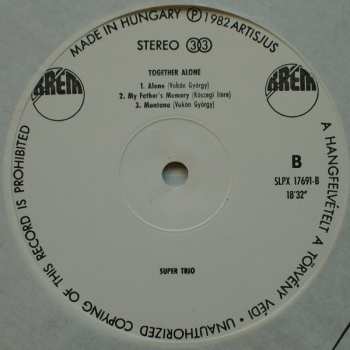 MADE IN HUNGARY Ⓟ 1982 ARTISJUS
STEREO 33
KRÉM
KRÉM
TOGETHER ALONE
1. Alone (Vukán György)
2. My Father's Memory (Kőszegi Imre)
3. Montana (Vukán György)
B
SLPX 17691-B
18'32"
SUPER TRIO
A HANGFELVÉTELT A TÖRVÉNY VÉDI • UNAUTHORIZED COPYING OF THIS RECORD IS PROHIBITED